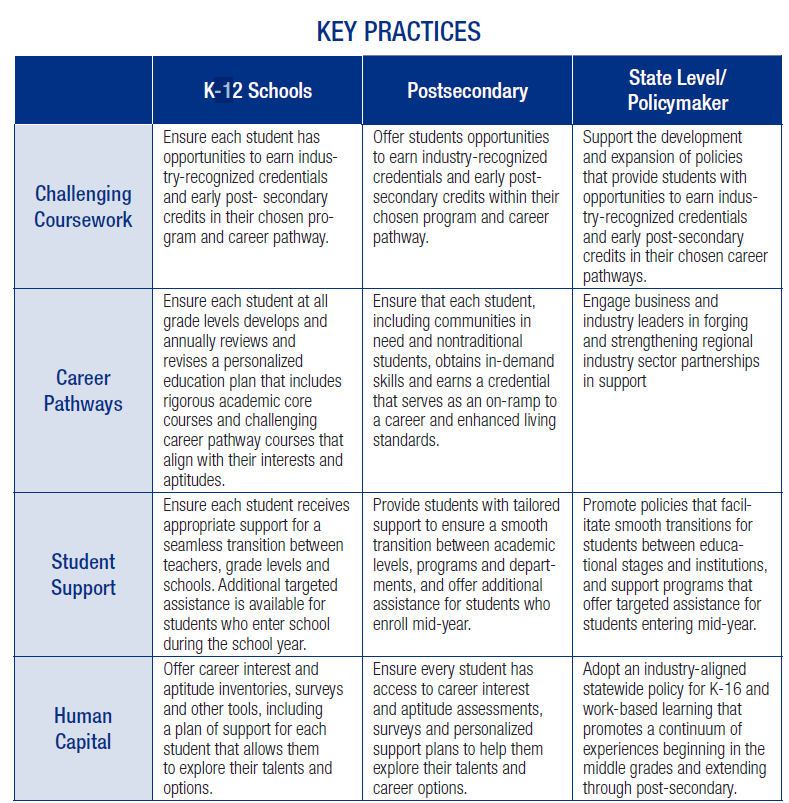 KEY PRACTICES
K-12 Schools
Postsecondary
State Level/
Policymaker
Challenging
Coursework
Ensure each student has
opportunities to earn indus-
try-recognized credentials
and early post- secondary
credits in their chosen pro-
gram and career pathway.
Offer students opportunities
to earn industry-recognized
credentials and early post-
secondary credits within their
chosen program and career
pathway.
Support the development
and expansion of policies
that provide students with
opportunities to earn indus-
try-recognized credentials
and early post-secondary
credits in their chosen career
pathways.
Career
Pathways
Ensure each student at all
grade levels develops and
annually reviews and
revises a personalized
education plan that includes
rigorous academic core
courses and challenging
career pathway courses that
align with their interests and
aptitudes.
Ensure that each student,
including communities in
need and nontraditional
students, obtains in-demand
skills and earns a credential
that serves as an on-ramp to
a career and enhanced living
standards.
Engage business and
industry leaders in forging
and strengthening regional
industry sector partnerships
in support
Student
Support
Ensure each student receives
appropriate support for a
seamless transition between
teachers, grade levels and
schools. Additional targeted
assistance is available for
students who enter school
during the school year.
Provide students with tailored
support to ensure a smooth
transition between academic
levels, programs and depart-
ments, and offer additional
assistance for students who
enroll mid-year.
Promote policies that facil-
itate smooth transitions for
students between educa-
tional stages and institutions,
and support programs that
offer targeted assistance for
students entering mid-year.
Human
Capital
Offer career interest and
aptitude inventories, surveys
and other tools, including
a plan of support for each
student that allows them
to explore their talents and
options.
Ensure every student has
access to career interest
and aptitude assessments,
surveys and personalized
support plans to help them
explore their talents and
career options.
Adopt an industry-aligned
statewide policy for K-16 and
work-based learning that
promotes a continuum of
experiences beginning in the
middle grades and extending
through post-secondary.